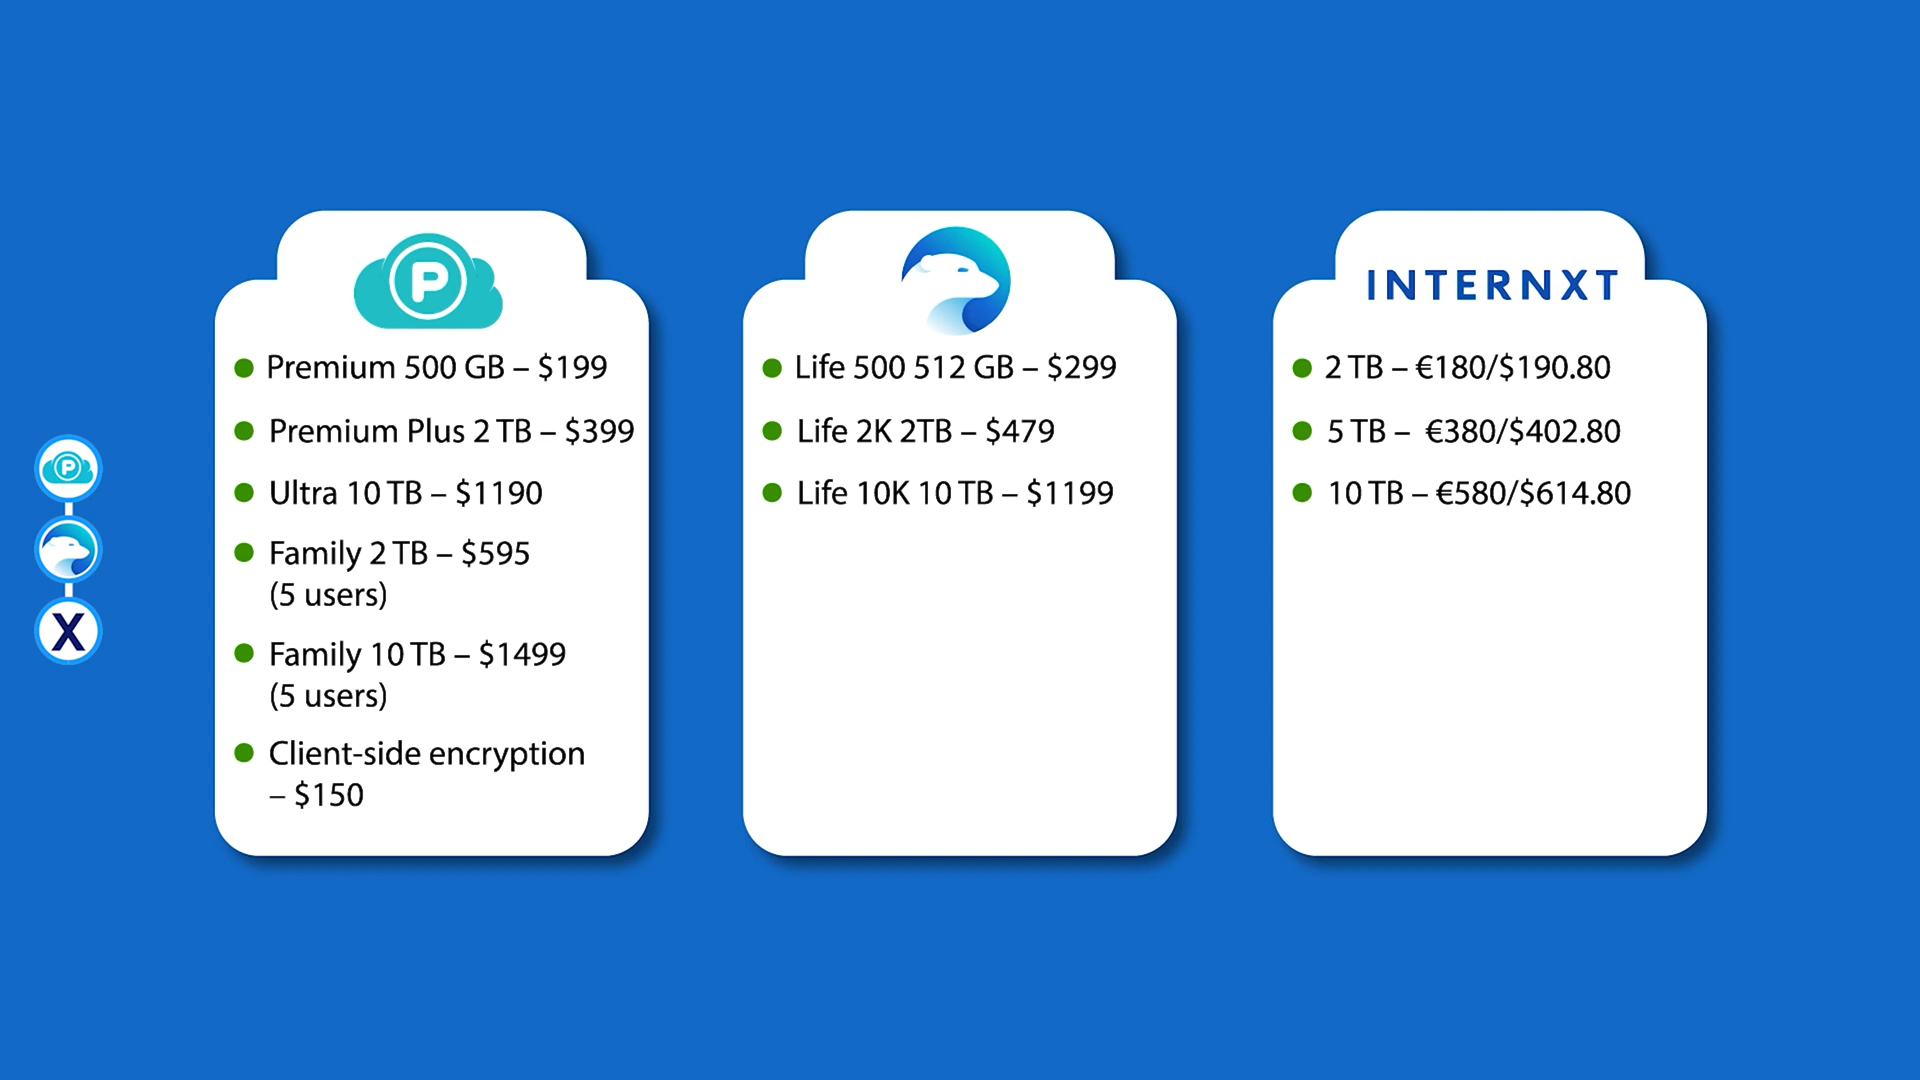 P
Premium 500 GB – $199
Premium Plus 2 TB – $399
Ultra 10 TB – $1190
Family 2 TB – $595
(5 users)
Family 10 TB – $1499
(5 users)
Client-side encryption
– $150
Life 500 512 GB – $299
Life 2K 2TB – $479
Life 10K 10 TB – $1199
INTERNXT
2 TB – €180/$190.80
5 TB – €380/$402.80
10 TB – €580/$614.80
P
X